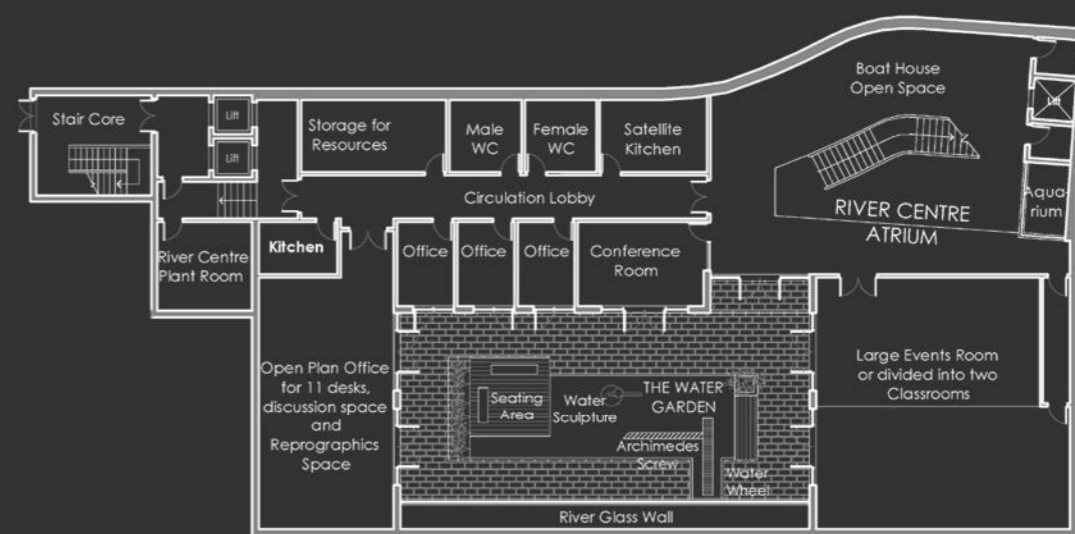 Boat House
Open Space
Stair Core
Lift
Lift
Lift
Storage for
Resources
Male
WC
Female
WC
Satellite
Kitchen
Circulation Lobby
Aqua-
rium
RIVER CENTRE
ATRIUM
Kitchen
River Centre
Plant Room
Office
Office
Office
Conference
Room
Open Plan Office
for 11 desks,
discussion space
and
Reprographics
Space
Seating
Area
Water
Sculpture
THE WATER
GARDEN
Archimedes
Screw
Water
Wheel
Large Events Room
or divided into two
Classrooms
River Glass Wall